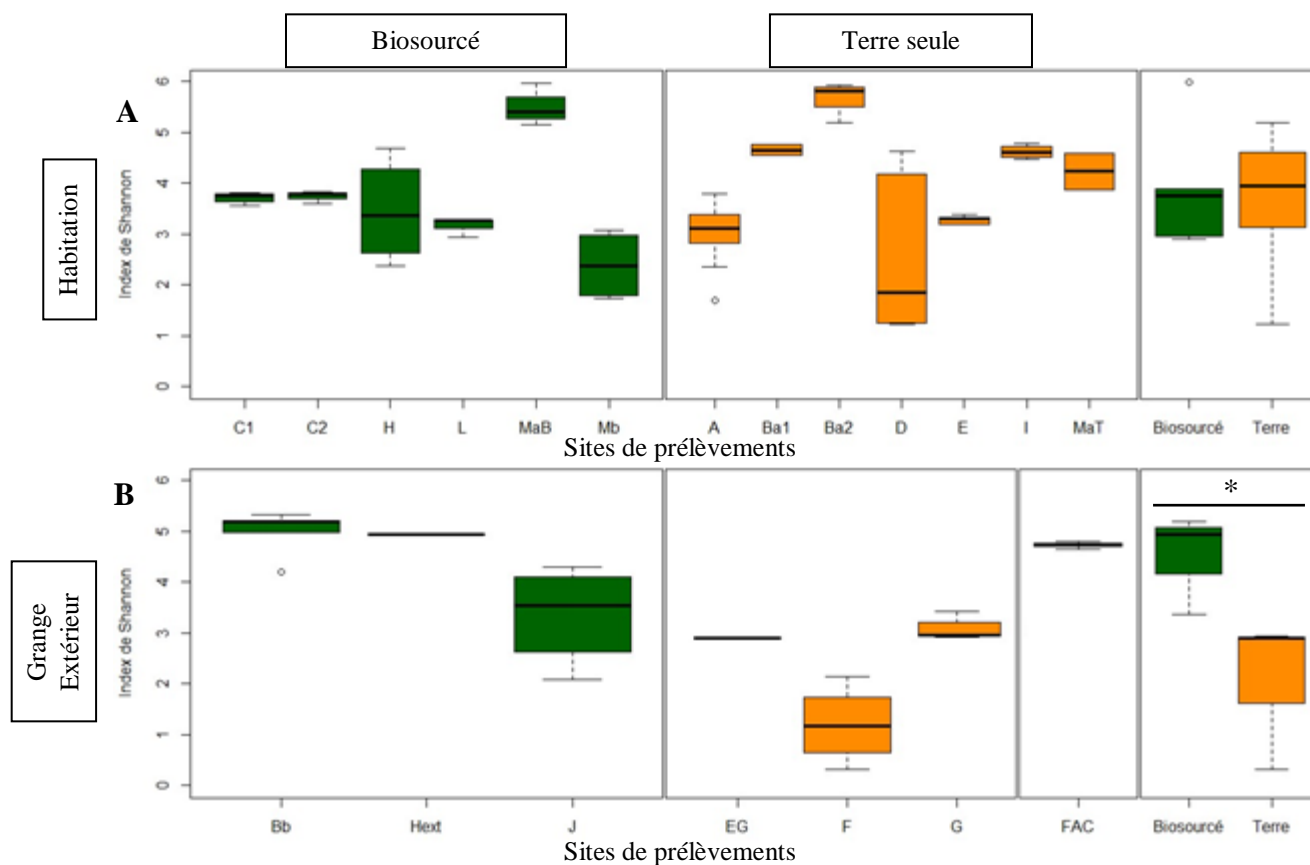 Biosourcé
Terre seule
A
Habitation
Index de Shannon
6
5
4
3
2
1
0
C1 C2 H L MaB Mb
A Ba1 Ba2 D E I MaT
Biosourcé Terre
Sites de prélèvements
B
Grange
Extérieur
Index de Shannon
6
5
4
3
2
1
0
*
Bb Hext J
EG F G
FAC
Biosourcé Terre
Sites de prélèvements